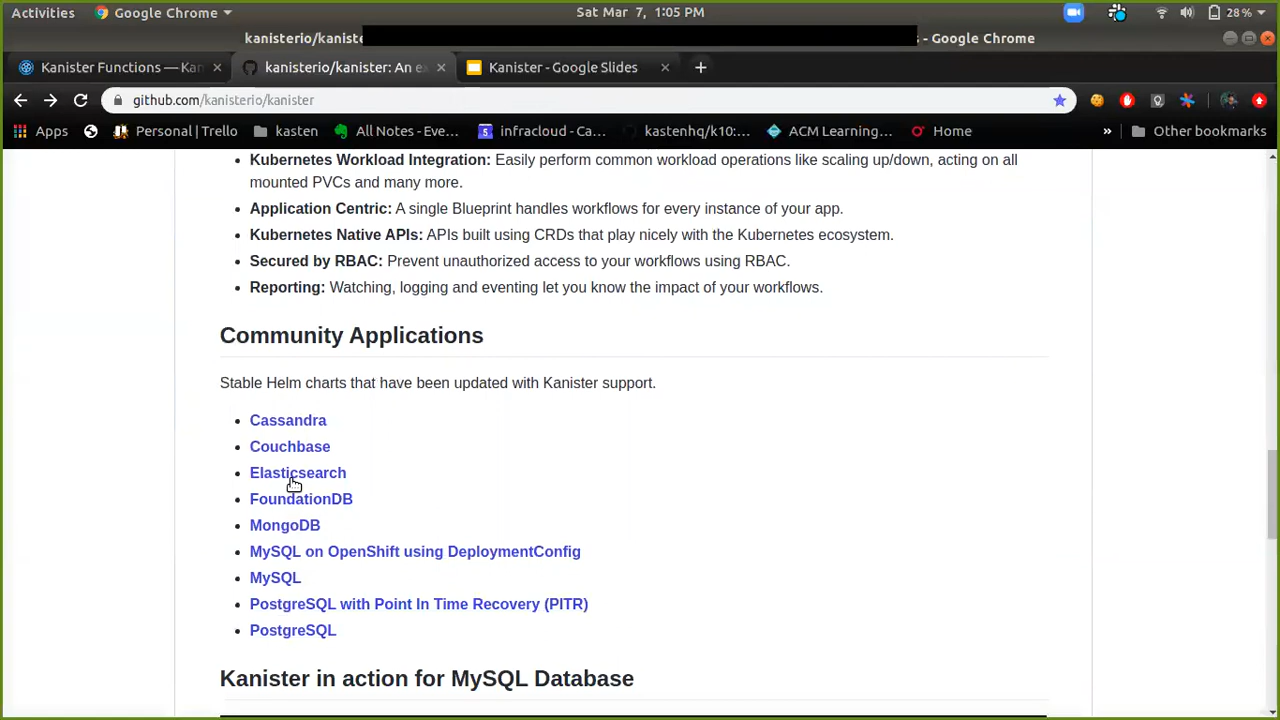 Activities Google Chrome Sat Mar 7, 1:05 PM 28%
kanisterio/kaniste - Google Chrome
Kanister Functions — Kan kanisterio/kanister: An e Kanister - Google Slides
github.com/kanisterio/kanister
Apps Personal | Trello kasten All Notes - Eve... infracloud - Ca... kastenhq/k10:... ACM Learning... Home » Other bookmarks
• Kubernetes Workload Integration: Easily perform common workload operations like scaling up/down, acting on all
mounted PVCs and many more.
• Application Centric: A single Blueprint handles workflows for every instance of your app.
• Kubernetes Native APIs: APIs built using CRDs that play nicely with the Kubernetes ecosystem.
• Secured by RBAC: Prevent unauthorized access to your workflows using RBAC.
• Reporting: Watching, logging and eventing let you know the impact of your workflows.
Community Applications
Stable Helm charts that have been updated with Kanister support.
• Cassandra
• Couchbase
• Elasticsearch
• FoundationDB
• MongoDB
• MySQL on OpenShift using DeploymentConfig
• MySQL
• PostgreSQL with Point In Time Recovery (PITR)
• PostgreSQL
Kanister in action for MySQL Database